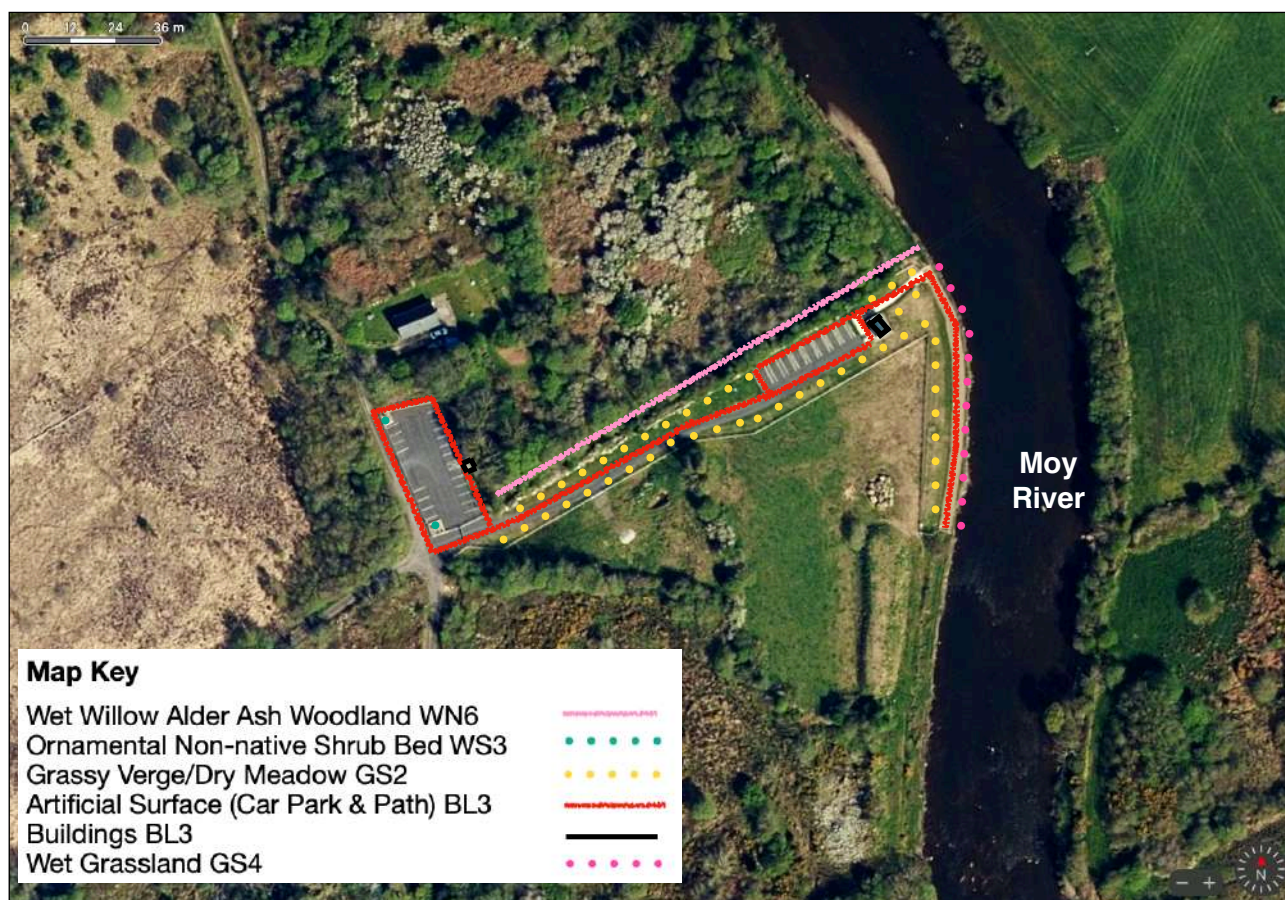 0 12 24 36 m
Moy
River
Map Key
Wet Willow Alder Ash Woodland WN6
Ornamental Non-native Shrub Bed WS3
Grassy Verge/Dry Meadow GS2
Artificial Surface (Car Park & Path) BL3
Buildings BL3
Wet Grassland GS4
− +
N